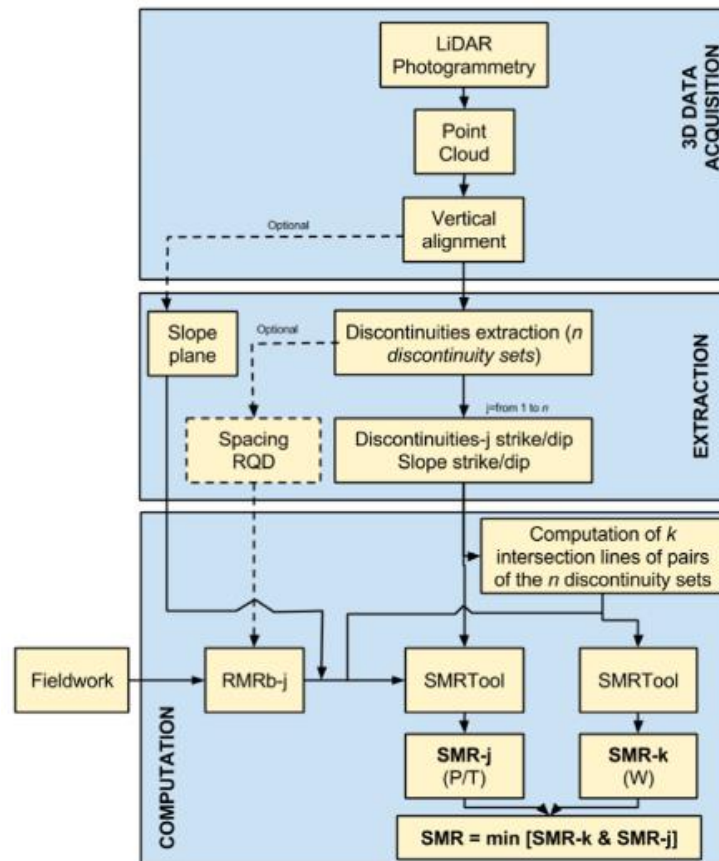 LiDAR
Photogrammetry
3D DATA
ACQUISITION
Point
Cloud
Optional
Vertical
alignment
Slope
plane
Optional
Discontinuities extraction (n
discontinuity sets)
EXTRACTION
j=from 1 to n
Spacing
RQD
Discontinuities-j strike/dip
Slope strike/dip
Computation of k
intersection lines of pairs
of the n discontinuity sets
Fieldwork
RMRb-j
SMRTool
SMRTool
COMPUTATION
SMR-j
(P/T)
SMR-k
(W)
SMR = min [SMR-k & SMR-j]